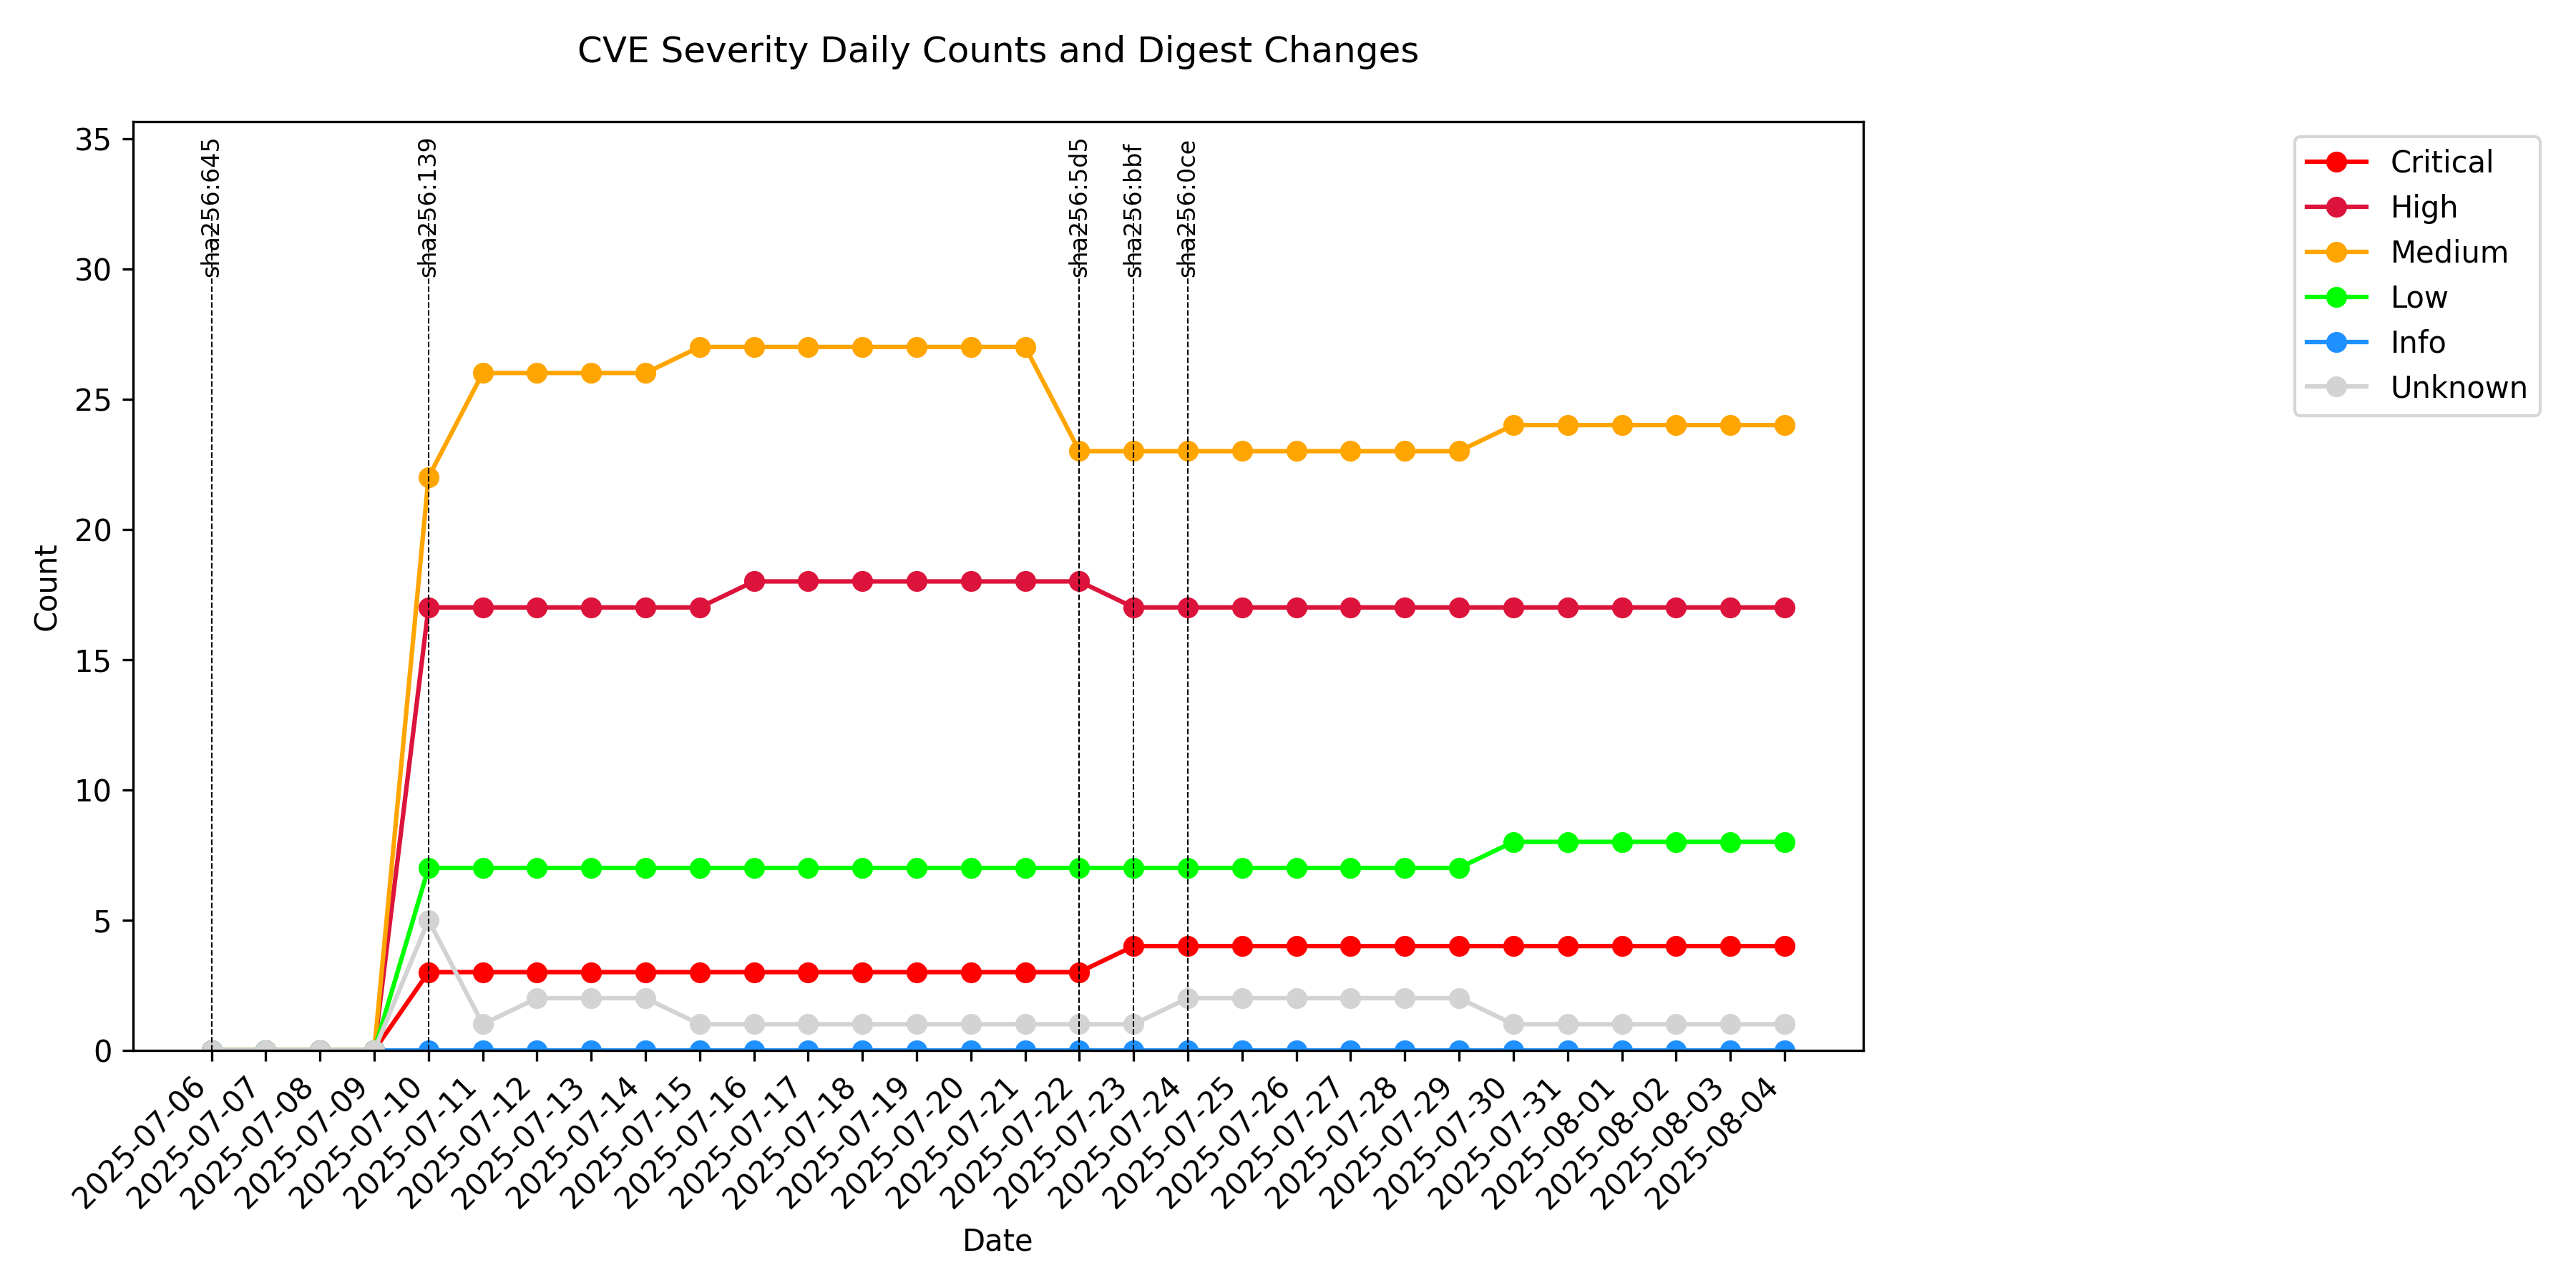 CVE Severity Daily Counts and Digest Changes
35
30
25
20
15
10
5
0
Count
sha256:645
sha256:139
sha256:5d5
sha256:bbf
sha256:0ce
Critical
High
Medium
Low
Info
Unknown
2025-07-06
2025-07-07
2025-07-08
2025-07-09
2025-07-10
2025-07-11
2025-07-12
2025-07-13
2025-07-14
2025-07-15
2025-07-16
2025-07-17
2025-07-18
2025-07-19
2025-07-20
2025-07-21
2025-07-22
2025-07-23
2025-07-24
2025-07-25
2025-07-26
2025-07-27
2025-07-28
2025-07-29
2025-07-30
2025-07-31
2025-08-01
2025-08-02
2025-08-03
2025-08-04
Date